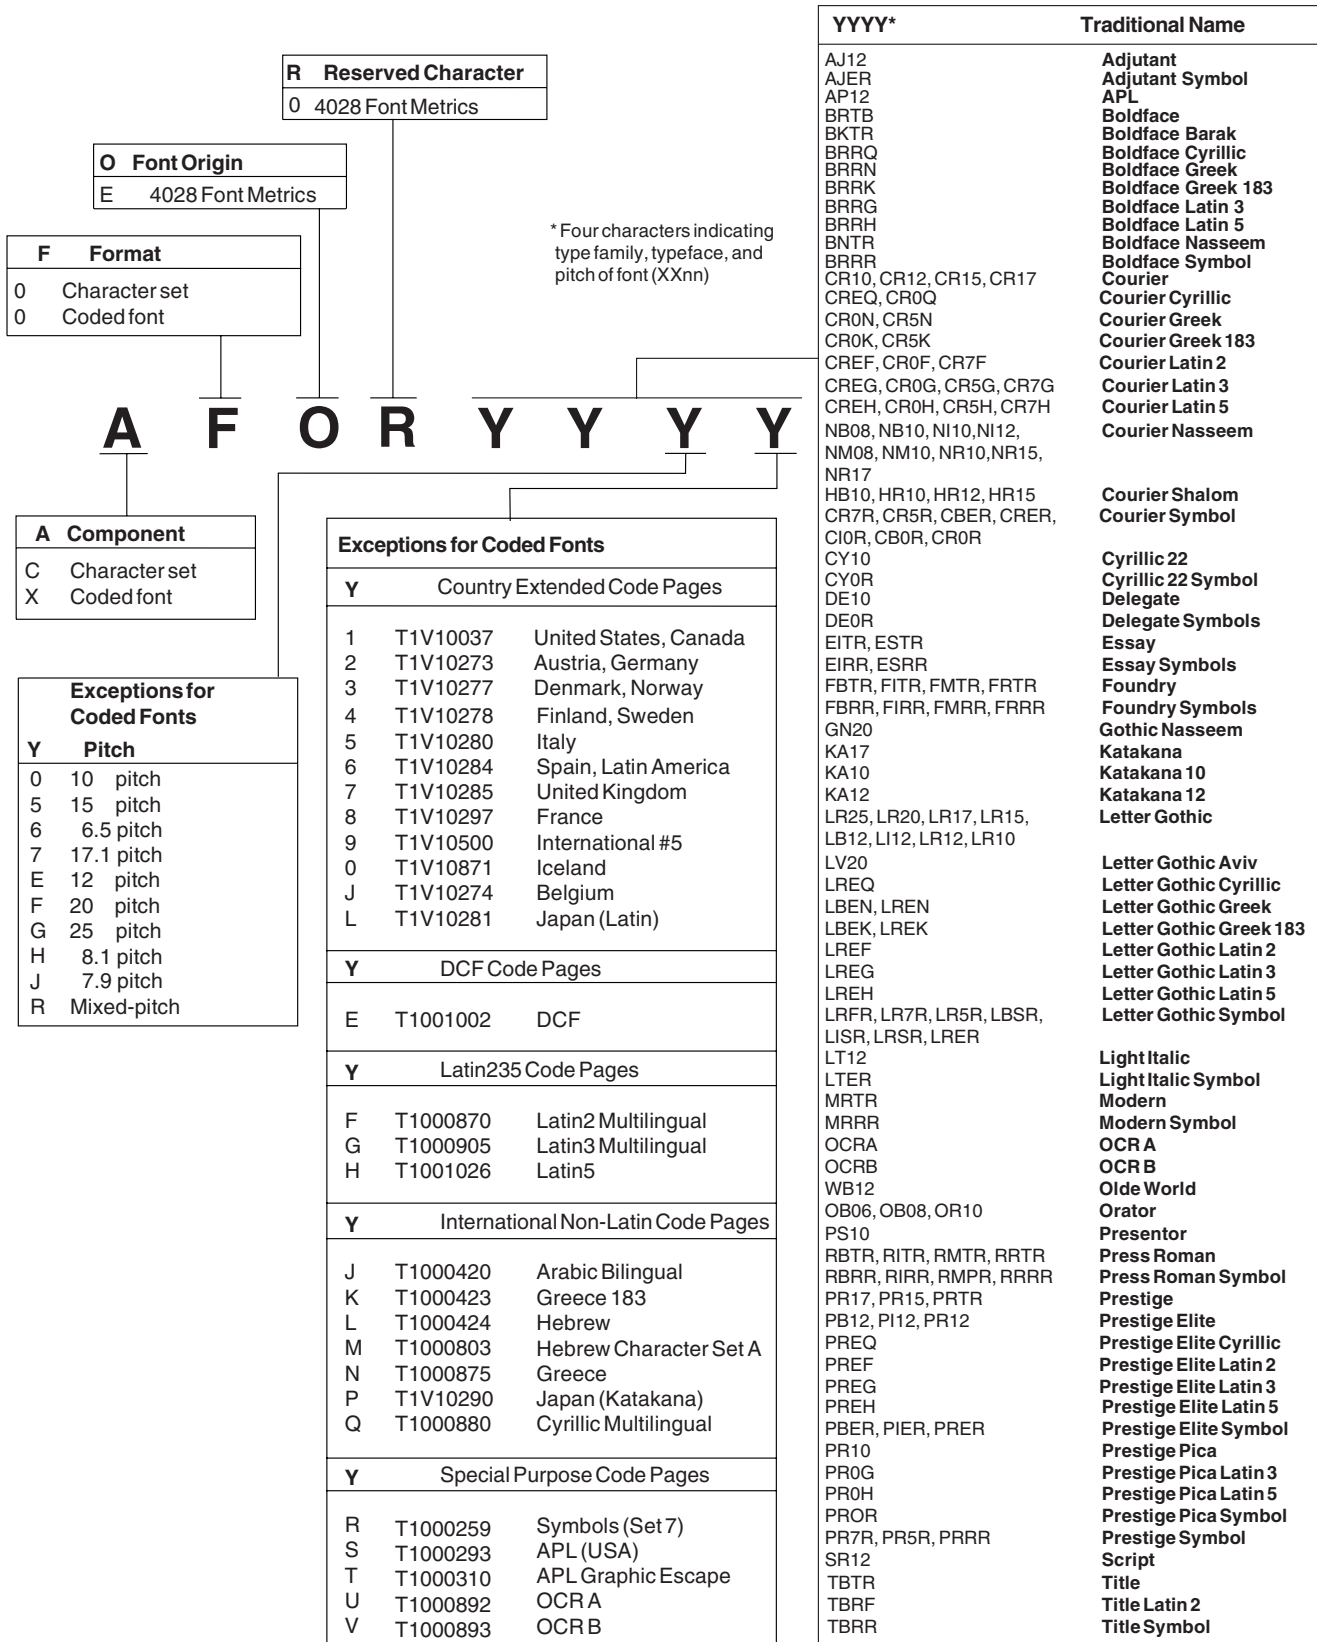 R Reserved Character
0 4028 Font Metrics
O Font Origin
E 4028 Font Metrics
F Format
0 Character set
0 Coded font
* Four characters indicating
type family, typeface, and
pitch of font (XXnn)
A F O R Y Y Y Y
A Component
C Character set
X Coded font
Exceptions for
Coded Fonts
Y Pitch
0 10 pitch
5 15 pitch
6 6.5 pitch
7 17.1 pitch
E 12 pitch
F 20 pitch
G 25 pitch
H 8.1 pitch
J 7.9 pitch
R Mixed-pitch
Exceptions for Coded Fonts
Y Country Extended Code Pages
1 T1V10037 United States, Canada
2 T1V10273 Austria, Germany
3 T1V10277 Denmark, Norway
4 T1V10278 Finland, Sweden
5 T1V10280 Italy
6 T1V10284 Spain, Latin America
7 T1V10285 United Kingdom
8 T1V10297 France
9 T1V10500 International #5
0 T1V10871 Iceland
J T1V10274 Belgium
L T1V10281 Japan (Latin)
Y DCF Code Pages
E T1001002 DCF
Y Latin235 Code Pages
F T1000870 Latin2 Multilingual
G T1000905 Latin3 Multilingual
H T1001026 Latin5
Y International Non-Latin Code Pages
J T1000420 Arabic Bilingual
K T1000423 Greece 183
L T1000424 Hebrew
M T1000803 Hebrew Character Set A
N T1000875 Greece
P T1V10290 Japan (Katakana)
Q T1000880 Cyrillic Multilingual
Y Special Purpose Code Pages
R T1000259 Symbols (Set 7)
S T1000293 APL (USA)
T T1000310 APL Graphic Escape
U T1000892 OCR A
V T1000893 OCR B
YYYY* Traditional Name
AJ12 Adjutant
AJER Adjutant Symbol
AP12 APL
BRTB Boldface
BKTR Boldface Barak
BRRQ Boldface Cyrillic
BRRN Boldface Greek
BRRK Boldface Greek 183
BRRG Boldface Latin 3
BRRH Boldface Latin 5
BNTR Boldface Nasseem
BRRR Boldface Symbol
CR10, CR12, CR15, CR17 Courier
CREQ, CR0Q Courier Cyrillic
CR0N, CR5N Courier Greek
CR0K, CR5K Courier Greek 183
CREF, CR0F, CR7F Courier Latin 2
CREG, CR0G, CR5G, CR7G Courier Latin 3
CREH, CR0H, CR5H, CR7H Courier Latin 5
NB08, NB10, NI10,NI12, Courier Nasseem
NM08, NM10, NR10,NR15,
NR17
HB10, HR10, HR12, HR15 Courier Shalom
CR7R, CR5R, CBER, CRER, Courier Symbol
CI0R, CB0R, CR0R
CY10 Cyrillic 22
CY0R Cyrillic 22 Symbol
DE10 Delegate
DE0R Delegate Symbols
EITR, ESTR Essay
EIRR, ESRR Essay Symbols
FBTR, FITR, FMTR, FRTR Foundry
FBRR, FIRR, FMRR, FRRR Foundry Symbols
GN20 Gothic Nasseem
KA17 Katakana
KA10 Katakana 10
KA12 Katakana 12
LR25, LR20, LR17, LR15, Letter Gothic
LB12, LI12, LR12, LR10
LV20 Letter Gothic Aviv
LREQ Letter Gothic Cyrillic
LBEN, LREN Letter Gothic Greek
LBEK, LREK Letter Gothic Greek 183
LREF Letter Gothic Latin 2
LREG Letter Gothic Latin 3
LREH Letter Gothic Latin 5
LRFR, LR7R, LR5R, LBSR, Letter Gothic Symbol
LISR, LRSR, LRER
LT12 Light Italic
LTER Light Italic Symbol
MRTR Modern
MRRR Modern Symbol
OCRA OCR A
OCRB OCR B
WB12 Olde World
OB06, OB08, OR10 Orator
PS10 Presentor
RBTR, RITR, RMTR, RRTR Press Roman
RBRR, RIRR, RMPR, RRRR Press Roman Symbol
PR17, PR15, PRTR Prestige
PB12, PI12, PR12 Prestige Elite
PREQ Prestige Elite Cyrillic
PREF Prestige Elite Latin 2
PREG Prestige Elite Latin 3
PREH Prestige Elite Latin 5
PBER, PIER, PRER Prestige Elite Symbol
PR10 Prestige Pica
PR0G Prestige Pica Latin 3
PR0H Prestige Pica Latin 5
PROR Prestige Pica Symbol
PR7R, PR5R, PRRR Prestige Symbol
SR12 Script
TBTR Title
TBRF Title Latin 2
TBRR Title Symbol